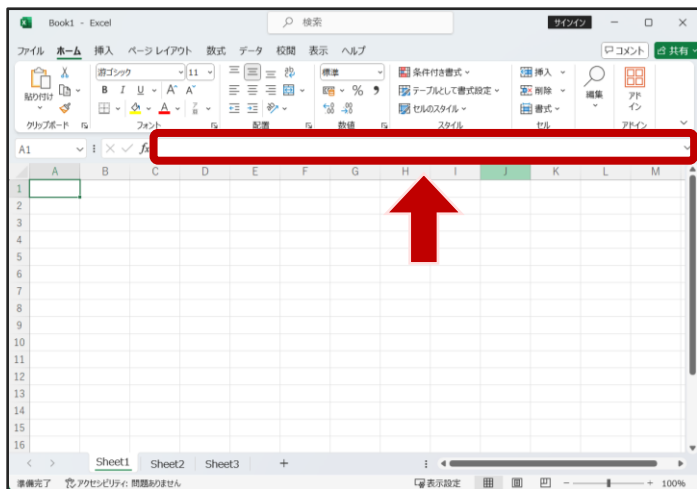 Book1 - Excel
検索
サインイン
ファイル ホーム 挿入 ページ レイアウト 数式 データ 校閲 表示 ヘルプ
コメント 共有
貼り付け
游ゴシック 11
B I U A A
標準
条件付き書式
テーブルとして書式設定
セルのスタイル
挿入
削除
書式
編集
アド
イン
クリップボード フォント 配置 数値 スタイル セル アドイン
A1 fx
A B C D E F G H I J K L M
1
2
3
4
5
6
7
8
9
10
11
12
13
14
15
16
Sheet1 Sheet2 Sheet3 +
準備完了 アクセシビリティ: 問題ありません 表示設定 - + 100%